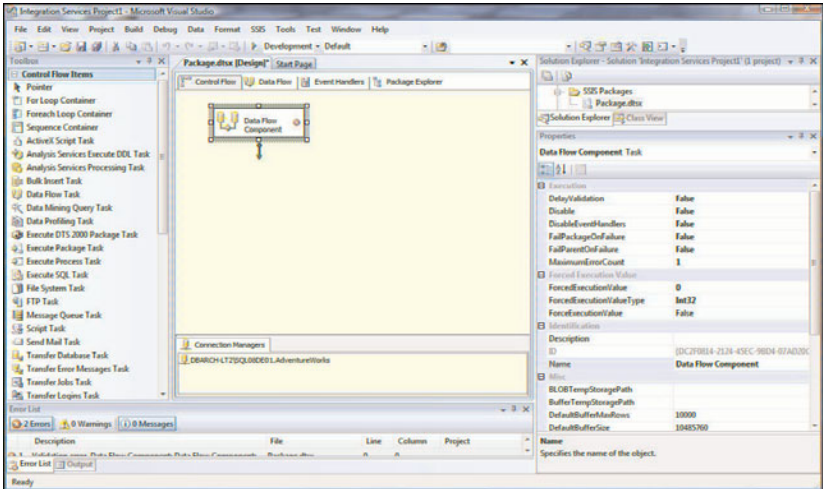 Integration Services Project1 - Microsoft Visual Studio
File Edit View Project Build Debug Data Format SSIS Tools Test Window Help
Development Default
Toolbox
Control Flow Items
Pointer
For Loop Container
Foreach Loop Container
Sequence Container
ActiveX Script Task
Analysis Services Execute DDL Task
Analysis Services Processing Task
Bulk Insert Task
Data Flow Task
Data Mining Query Task
Data Profiling Task
Execute DTS 2000 Package Task
Execute Package Task
Execute Process Task
Execute SQL Task
File System Task
FTP Task
Message Queue Task
Script Task
Send Mail Task
Transfer Database Task
Transfer Error Messages Task
Transfer Jobs Task
Transfer Logins Task
Package.dtsx [Design]* Start Page
Control Flow Data Flow Event Handlers Package Explorer
Data Flow
Component
Connection Managers
DBARCH-LT2\SQL08DE01.AdventureWorks
Solution Explorer - Solution 'Integration Services Project1' (1 project)
SSIS Packages
Package.dtsx
Solution Explorer Class View
Properties
Data Flow Component Task
Execution
DelayValidation False
Disable False
DisableEventHandlers False
FailPackageOnFailure False
FailParentOnFailure False
MaximumErrorCount 1
Forced Execution Value
ForcedExecutionValue 0
ForcedExecutionValueType Int32
ForceExecutionValue False
Identification
Description
ID
Name Data Flow Component
Misc
BLOBTempStoragePath
BufferTempStoragePath
DefaultBufferMaxRows 10000
DefaultBufferSize 10485760
Name
Specifies the name of the object.
Error List
2 Errors 0 Warnings 0 Messages
Description File Line Column Project
Error List Output
Ready